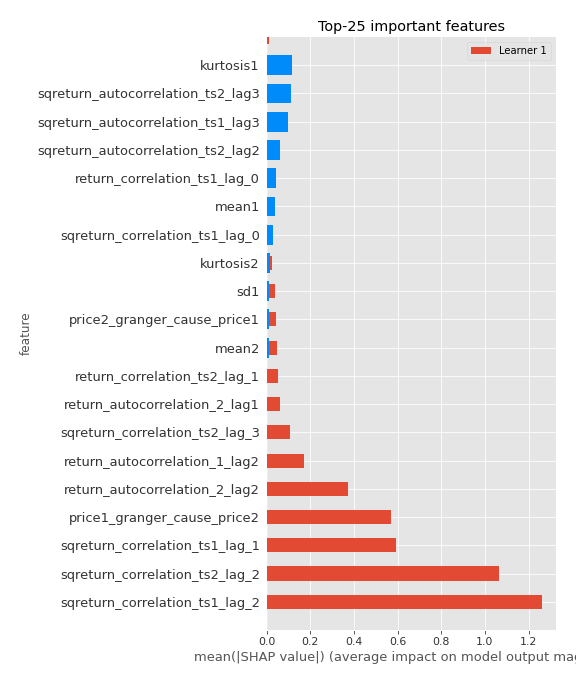 Top-25 important features
Learner 1
kurtosis1
sqreturn_autocorrelation_ts2_lag3
sqreturn_autocorrelation_ts1_lag3
sqreturn_autocorrelation_ts2_lag2
return_correlation_ts1_lag_0
mean1
sqreturn_correlation_ts1_lag_0
kurtosis2
sd1
price2_granger_cause_price1
mean2
return_correlation_ts2_lag_1
return_autocorrelation_2_lag1
sqreturn_correlation_ts2_lag_3
return_autocorrelation_1_lag2
return_autocorrelation_2_lag2
price1_granger_cause_price2
sqreturn_correlation_ts1_lag_1
sqreturn_correlation_ts2_lag_2
sqreturn_correlation_ts1_lag_2
feature
0.0 0.2 0.4 0.6 0.8 1.0 1.2
mean(|SHAP value|) (average impact on model output mag